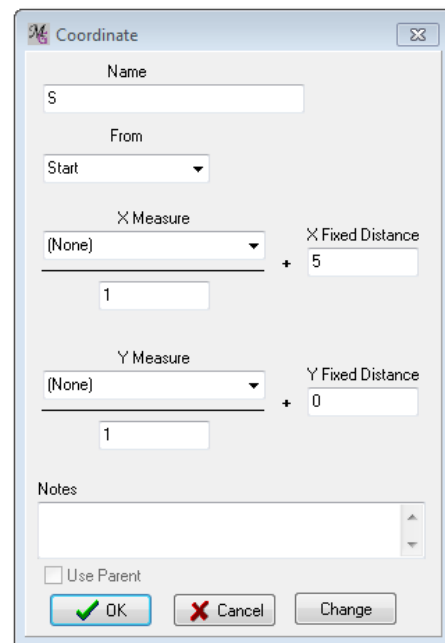 Coordinate
Name
S
From
Start
X Measure
(None)
X Fixed Distance
+
5
1
Y Measure
(None)
Y Fixed Distance
+
0
1
Notes
Use Parent
OK
Cancel
Change